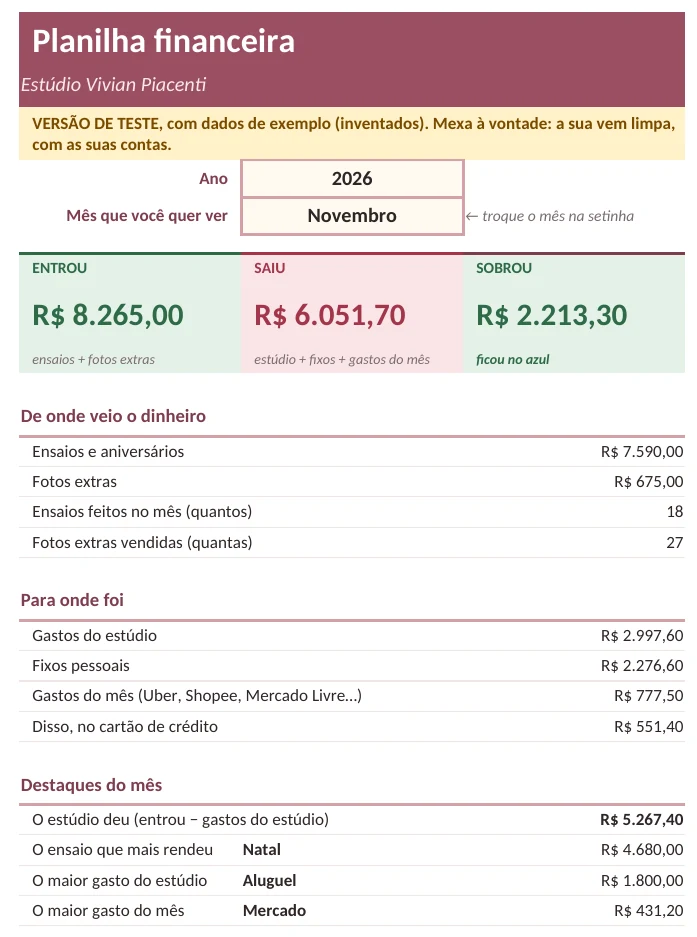 Planilha financeira
Estúdio Vivian Piacenti
VERSÃO DE TESTE, com dados de exemplo (inventados). Mexa à vontade: a sua vem limpa,
com as suas contas.
Ano 2026
Mês que você quer ver Novembro ← troque o mês na setinha
ENTROU SAIU SOBROU
R$ 8.265,00 R$ 6.051,70 R$ 2.213,30
ensaios + fotos extras estúdio + fixos + gastos do mês ficou no azul
De onde veio o dinheiro
Ensaios e aniversários R$ 7.590,00
Fotos extras R$ 675,00
Ensaios feitos no mês (quantos) 18
Fotos extras vendidas (quantas) 27
Para onde foi
Gastos do estúdio R$ 2.997,60
Fixos pessoais R$ 2.276,60
Gastos do mês (Uber, Shopee, Mercado Livre...) R$ 777,50
Disso, no cartão de crédito R$ 551,40
Destaques do mês
O estúdio deu (entrou − gastos do estúdio) R$ 5.267,40
O ensaio que mais rendeu Natal R$ 4.680,00
O maior gasto do estúdio Aluguel R$ 1.800,00
O maior gasto do mês Mercado R$ 431,20